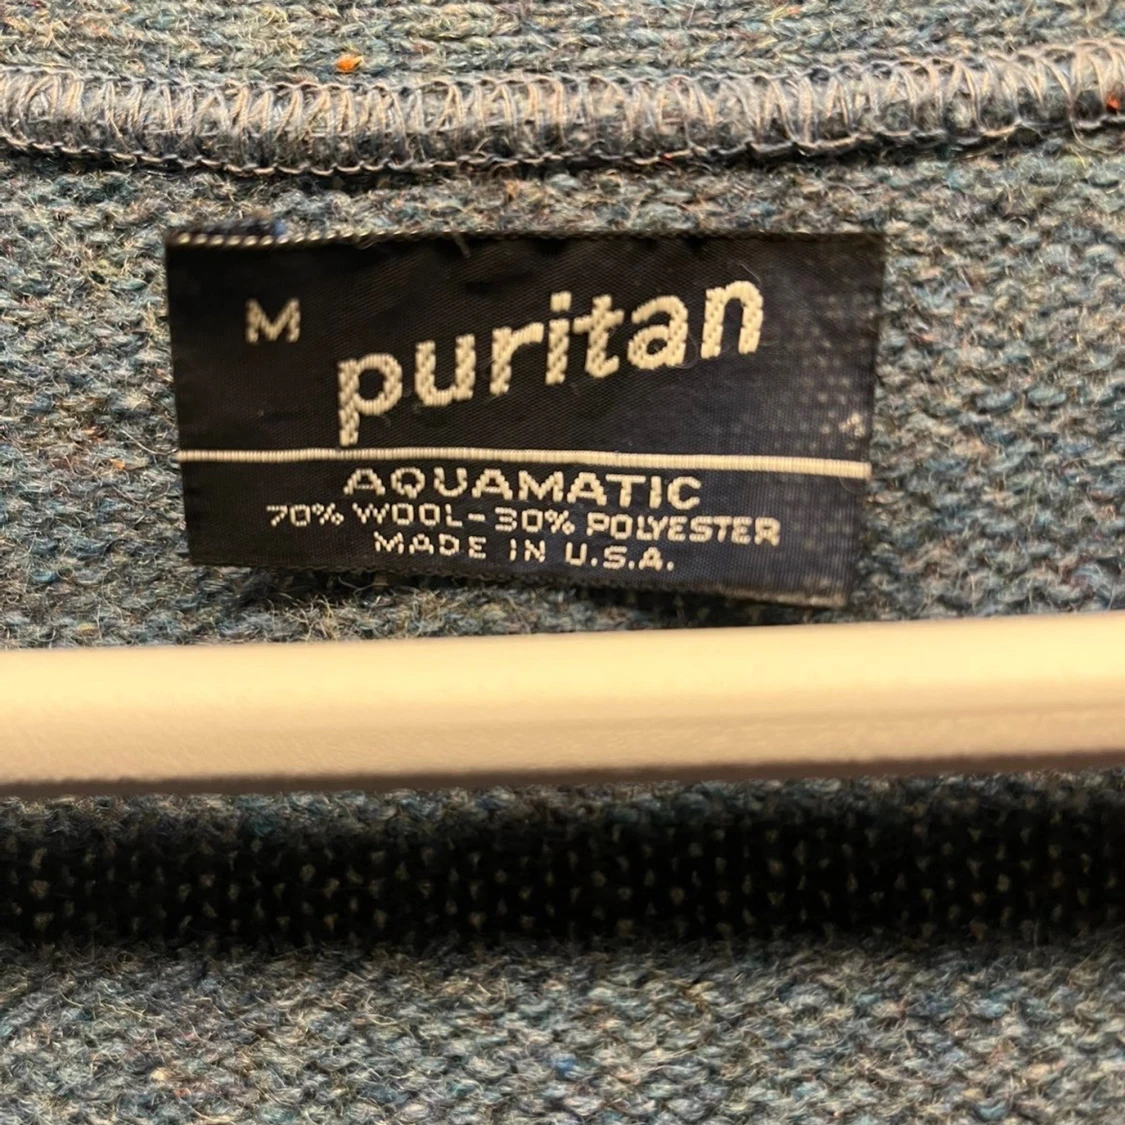 M
puritan
AQUAMATIC
70% WOOL-30% POLYESTER
MADE IN U.S.A.